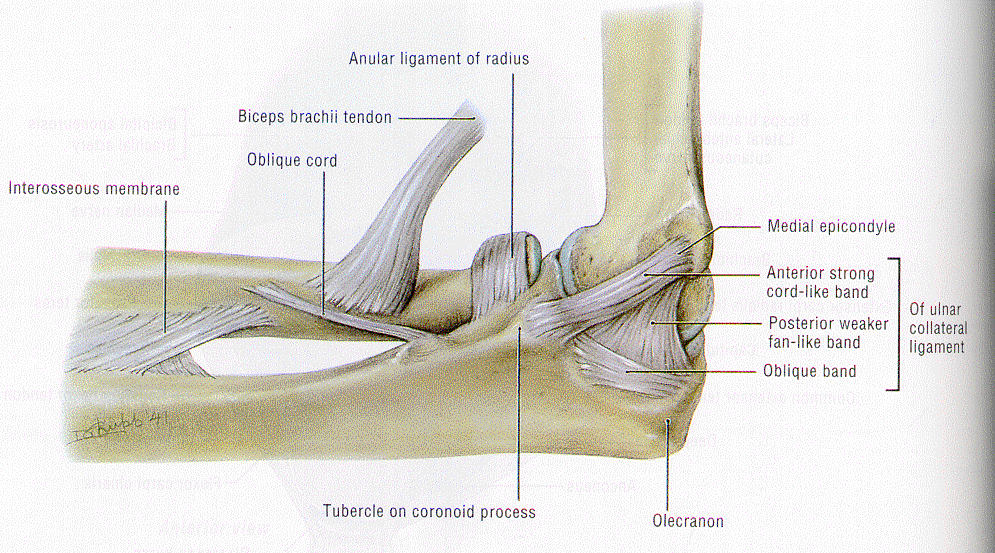 Anular ligament of radius
Biceps brachii tendon
Oblique cord
Interosseous membrane
Medial epicondyle
Anterior strong
cord-like band
Posterior weaker
fan-like band
Oblique band
Of ulnar
collateral
ligament
Tubercle on coronoid process
Olecranon